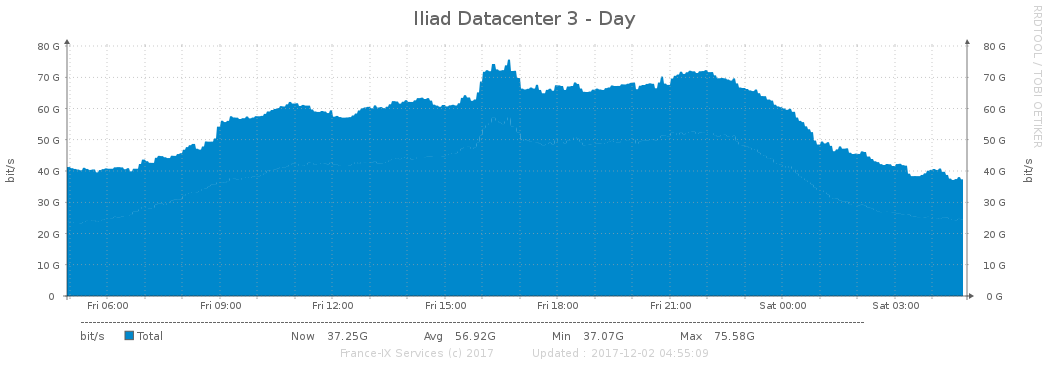 Iliad Datacenter 3 - Day
RRDTOOL / TOBI OETIKER
80 G 80 G
70 G 70 G
60 G 60 G
50 G 50 G
40 G 40 G
30 G 30 G
20 G 20 G
10 G 10 G
0 0 G
bit/s bit/s
Fri 06:00 Fri 09:00 Fri 12:00 Fri 15:00 Fri 18:00 Fri 21:00 Sat 00:00 Sat 03:00
bit/s Total Now 37.25G Avg 56.92G Min 37.07G Max 75.58G
France-IX Services (c) 2017 Updated : 2017-12-02 04:55:09